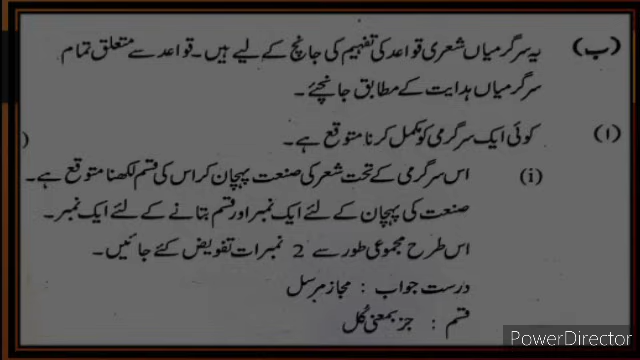 (ب) یہ سرگرمیاں شعری قواعد کی تفہیم کی جانچ کے لیے ہیں۔ قواعد سے متعلق تمام
سرگرمیاں ہدایت کے مطابق جانچئے۔
(۱) کوئی ایک سرگرمی کو مکمل کرنا متوقع ہے۔ (
(i) اس سرگرمی کے تحت شعر کی صنعت پہچان کر اس کی قسم لکھنا متوقع ہے۔
صنعت کی پہچان کے لئے ایک نمبر اور قسم بتانے کے لئے ایک نمبر۔
اس طرح مجموعی طور سے 2 نمبرات تفویض کئے جائیں۔
درست جواب : مجاز مرسل
قسم : جز بمعنی کُل
PowerDirector